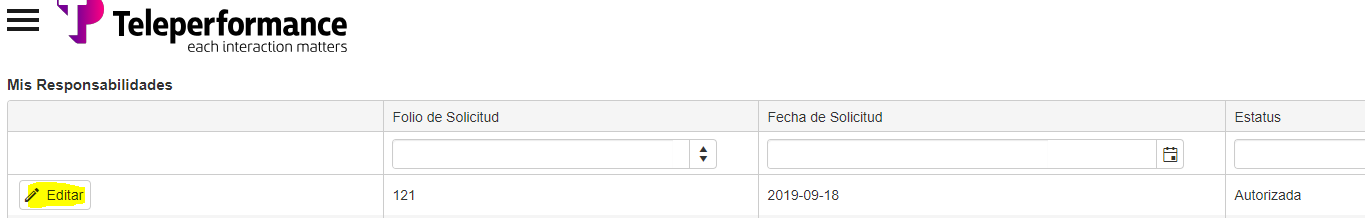 Teleperformance
each interaction matters
Mis Responsabilidades
Folio de Solicitud Fecha de Solicitud Estatus
Editar 121 2019-09-18 Autorizada